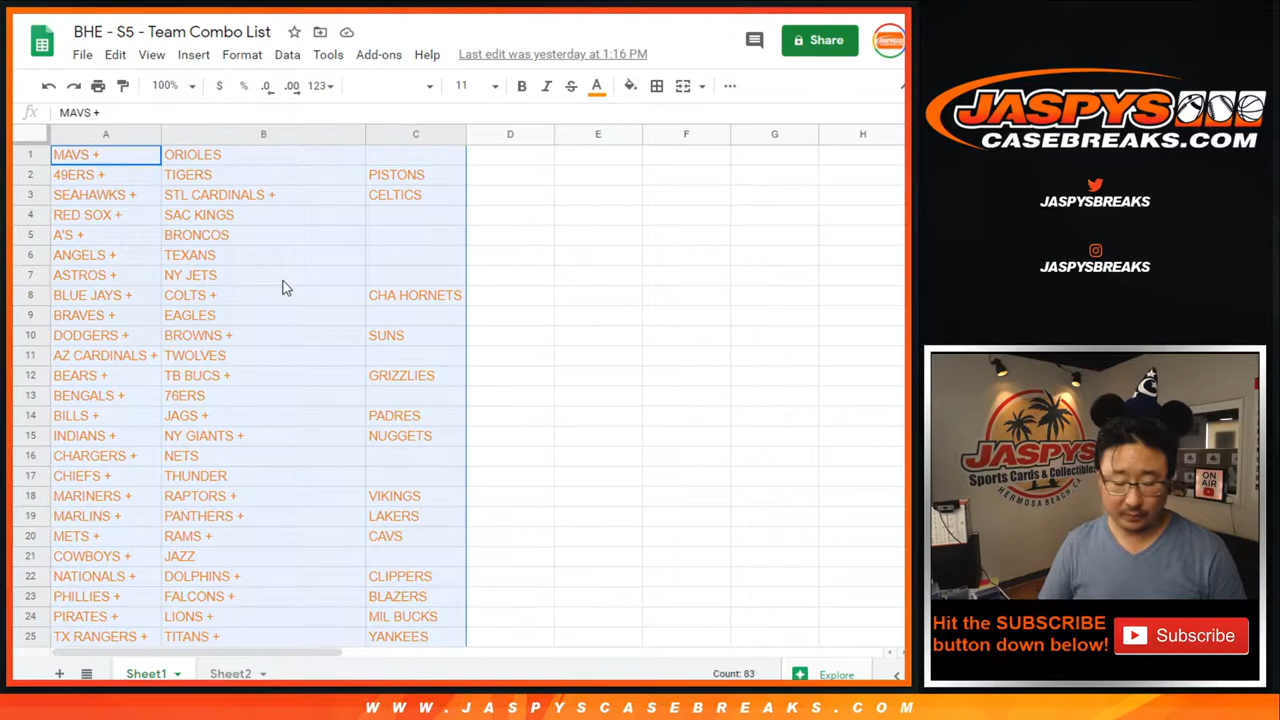 BHE - S5 - Team Combo List
File Edit View Insert Format Data Tools Add-ons Help Last edit was yesterday at 1:16 PM
Share
100% $ % .0 .00 123 11 B I S A
fx MAVS +
A B C D E F G H
1 MAVS + ORIOLES
2 49ERS + TIGERS PISTONS
3 SEAHAWKS + STL CARDINALS + CELTICS
4 RED SOX + SAC KINGS
5 A'S + BRONCOS
6 ANGELS + TEXANS
7 ASTROS + NY JETS
8 BLUE JAYS + COLTS + CHA HORNETS
9 BRAVES + EAGLES
10 DODGERS + BROWNS + SUNS
11 AZ CARDINALS + TWOLVES
12 BEARS + TB BUCS + GRIZZLIES
13 BENGALS + 76ERS
14 BILLS + JAGS + PADRES
15 INDIANS + NY GIANTS + NUGGETS
16 CHARGERS + NETS
17 CHIEFS + THUNDER
18 MARINERS + RAPTORS + VIKINGS
19 MARLINS + PANTHERS + LAKERS
20 METS + RAMS + CAVS
21 COWBOYS + JAZZ
22 NATIONALS + DOLPHINS + CLIPPERS
23 PHILLIES + FALCONS + BLAZERS
24 PIRATES + LIONS + MIL BUCKS
25 TX RANGERS + TITANS + YANKEES
Sheet1 Sheet2 Count: 83 Explore
JASPYS
CASEBREAKS.COM
JASPYSBREAKS
JASPYSBREAKS
JASPYS
Sports Cards & Collectibles
HERMOSA BEACH, CA
ON AIR
Hit the SUBSCRIBE
button down below!
Subscribe
WWW.JASPYSCASEBREAKS.COM